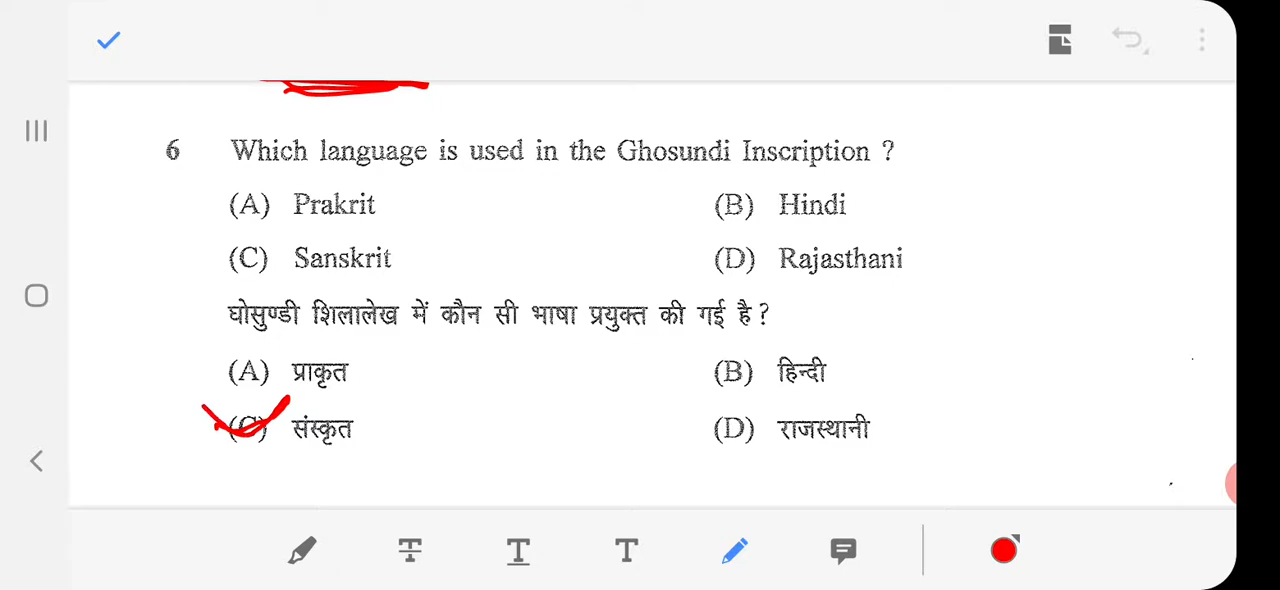 6 Which language is used in the Ghosundi Inscription ?
(A) Prakrit (B) Hindi
(C) Sanskrit (D) Rajasthani
घोसुण्डी शिलालेख में कौन सी भाषा प्रयुक्त की गई है ?
(A) प्राकृत (B) हिन्दी
(C) संस्कृत (D) राजस्थानी
T T T